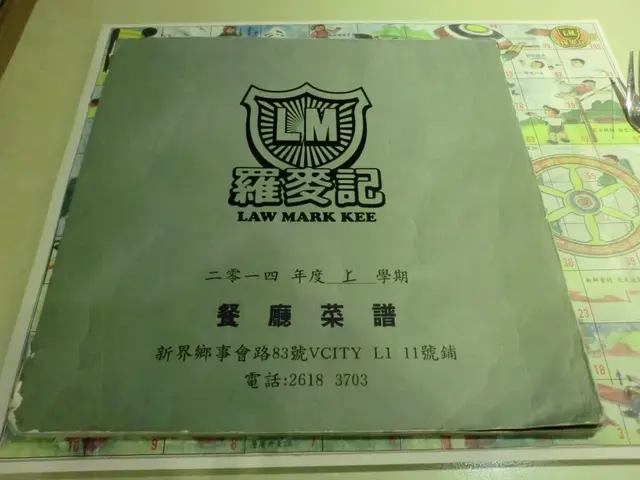 LM
羅麥記
LAW MARK KEE
二零一四 年度 上 學期
餐廳菜譜
新界鄉事會路83號VCITY L1 11號鋪
電話:2618 3703